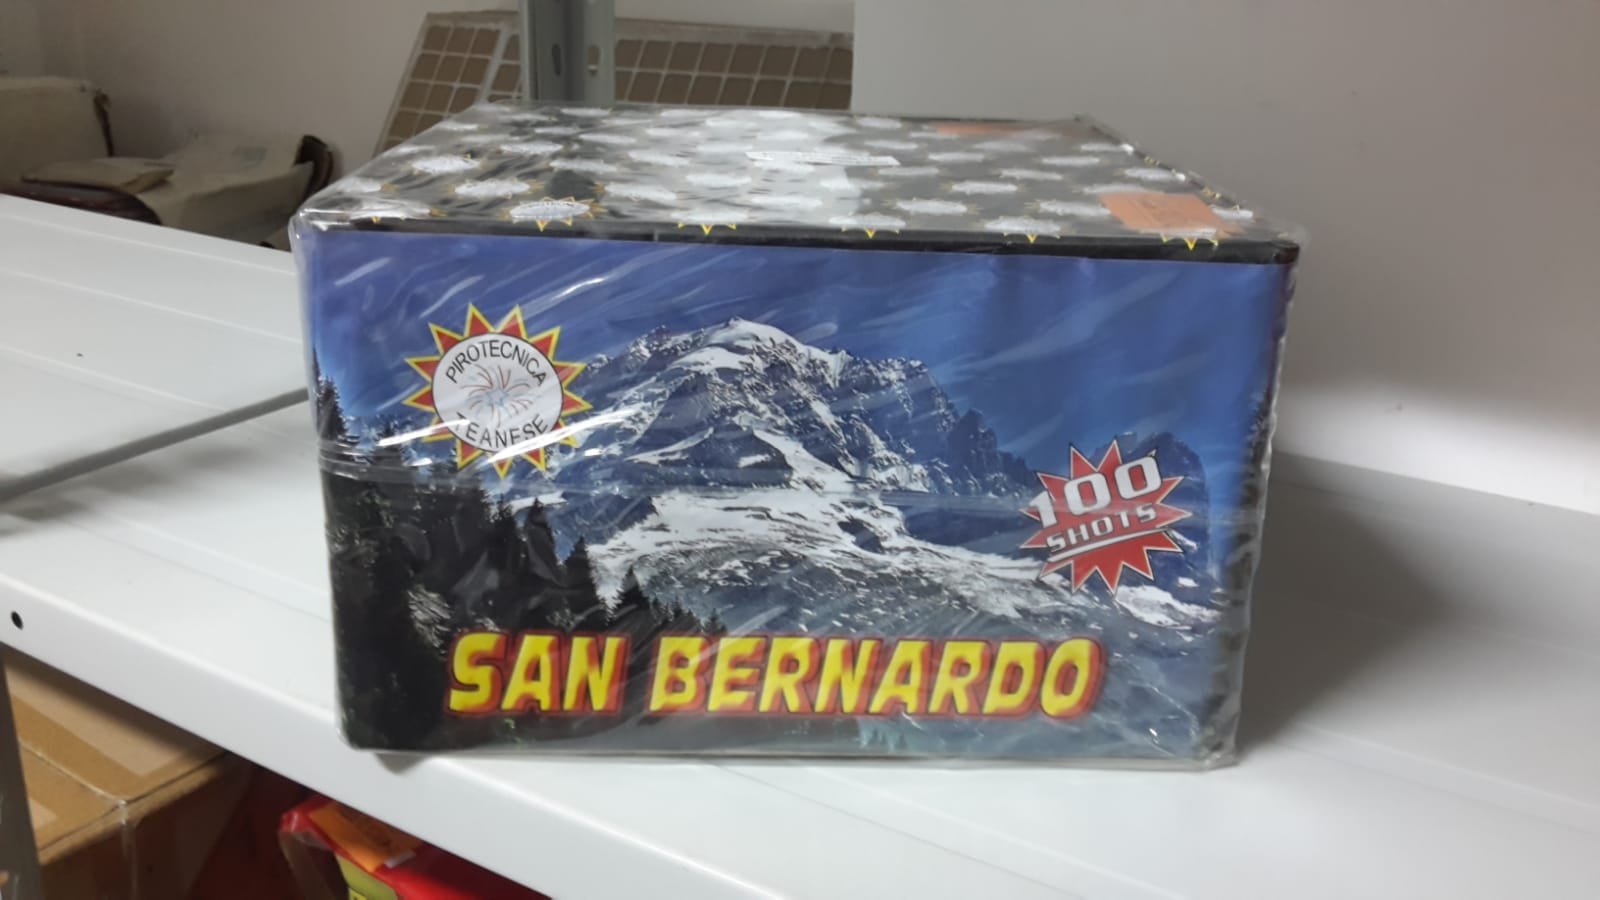 PIROTECNICA
TEANESE
100
SHOTS
SAN BERNARDO